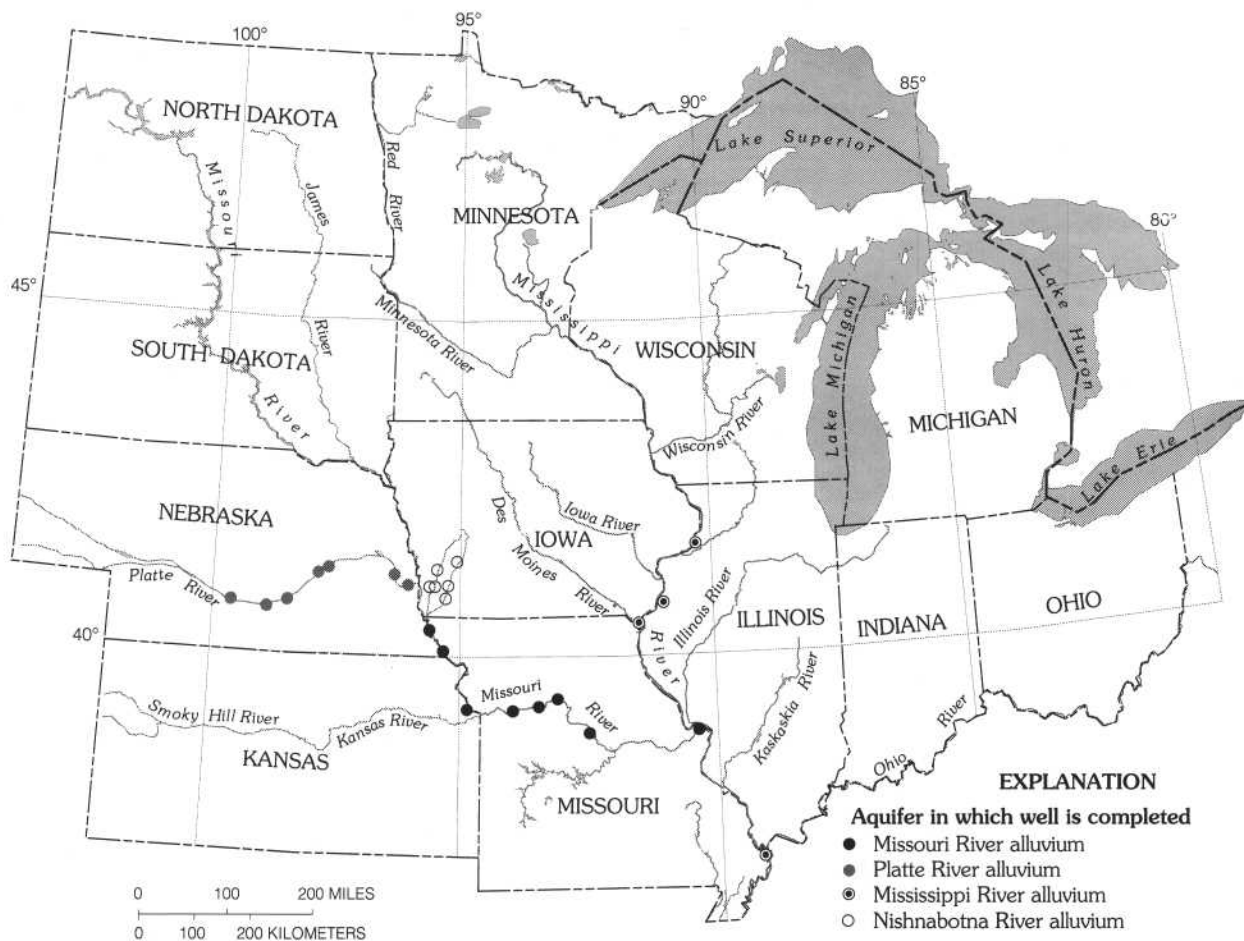 100°
95°
90°
85°
80°
45°
40°
NORTH DAKOTA
Missouri
River
James
River
Red
River
MINNESOTA
Mississippi
River
Lake Superior
Minnesota River
SOUTH DAKOTA
WISCONSIN
Wisconsin River
Lake Michigan
Lake Huron
MICHIGAN
Lake Erie
NEBRASKA
Platte River
Des
Moines
River
Iowa River
IOWA
Illinois River
ILLINOIS
INDIANA
OHIO
Kaskaskia
River
Ohio
River
Missouri
River
Smoky Hill River
Kansas River
KANSAS
MISSOURI
EXPLANATION
Aquifer in which well is completed
Missouri River alluvium
Platte River alluvium
Mississippi River alluvium
Nishnabotna River alluvium
0 100 200 MILES
0 100 200 KILOMETERS